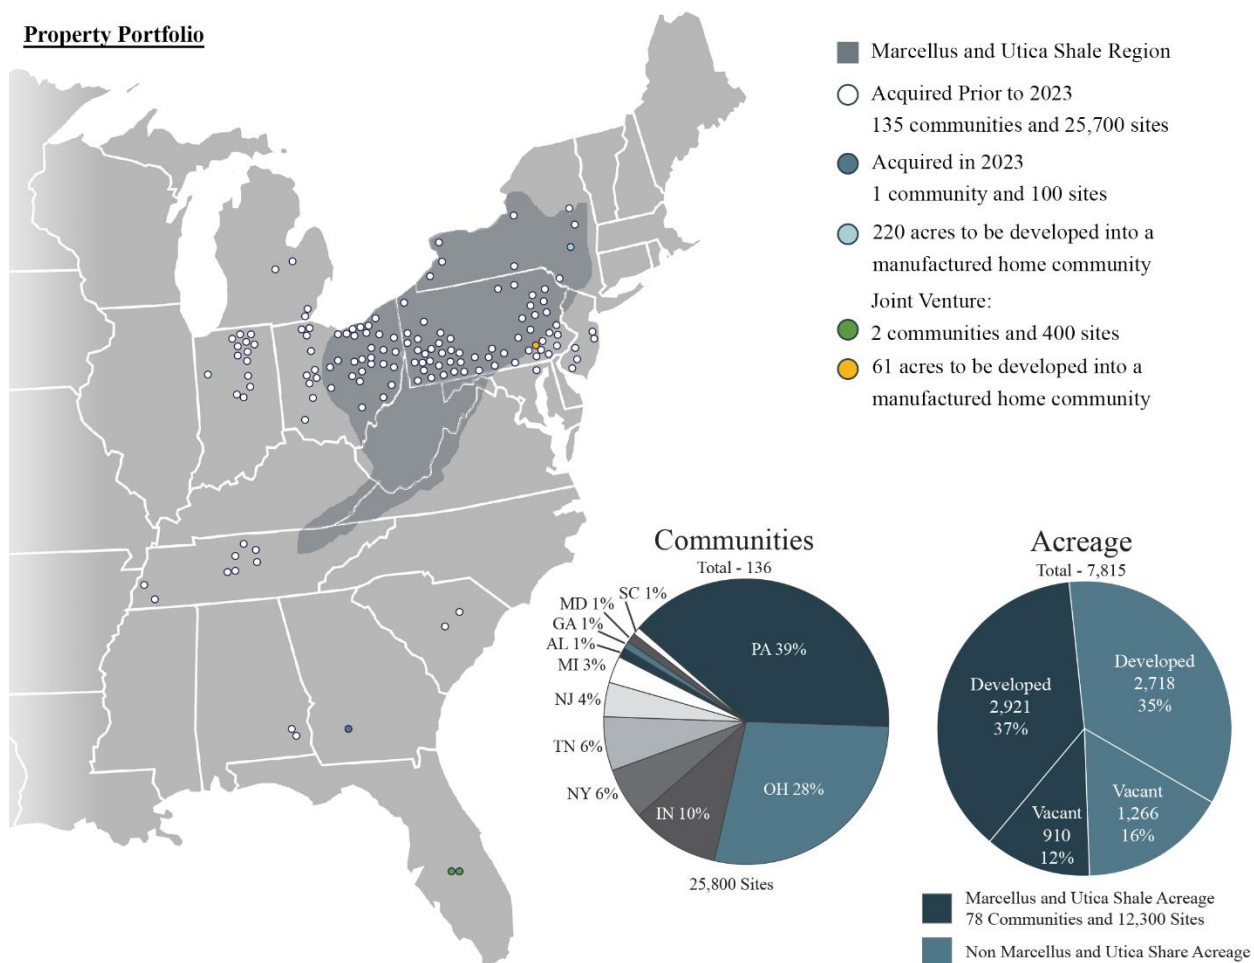 Property Portfolio
Marcellus and Utica Shale Region
Acquired Prior to 2023
135 communities and 25,700 sites
Acquired in 2023
1 community and 100 sites
220 acres to be developed into a
manufactured home community
Joint Venture:
2 communities and 400 sites
61 acres to be developed into a
manufactured home community
Communities
Total - 136
SC 1%
MD 1%
GA 1%
AL 1%
MI 3%
NJ 4%
TN 6%
NY 6%
IN 10%
OH 28%
PA 39%
25,800 Sites
Acreage
Total - 7,815
Developed
2,921
37%
Developed
2,718
35%
Vacant
910
12%
Vacant
1,266
16%
Marcellus and Utica Shale Acreage
78 Communities and 12,300 Sites
Non Marcellus and Utica Share Acreage